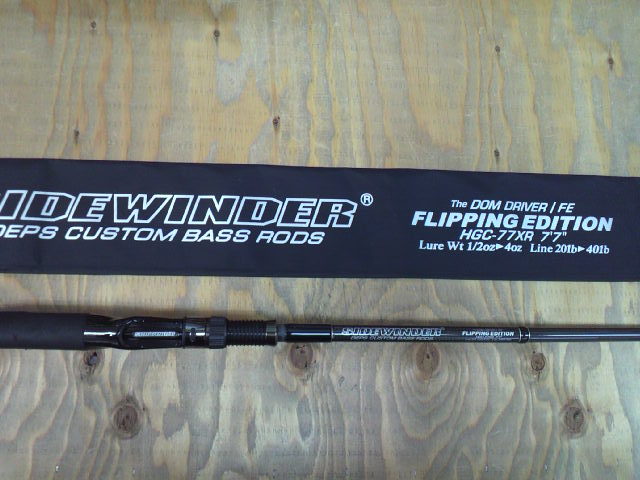 SIDEWINDER®
DEPS CUSTOM BASS RODS
The DOM DRIVER / FE
FLIPPING EDITION
HGC-77XR 7'7"
Lure Wt 1/2oz▶4oz Line 20lb▶40lb
SIDEWINDER
DEPS CUSTOM BASS RODS
FLIPPING EDITION